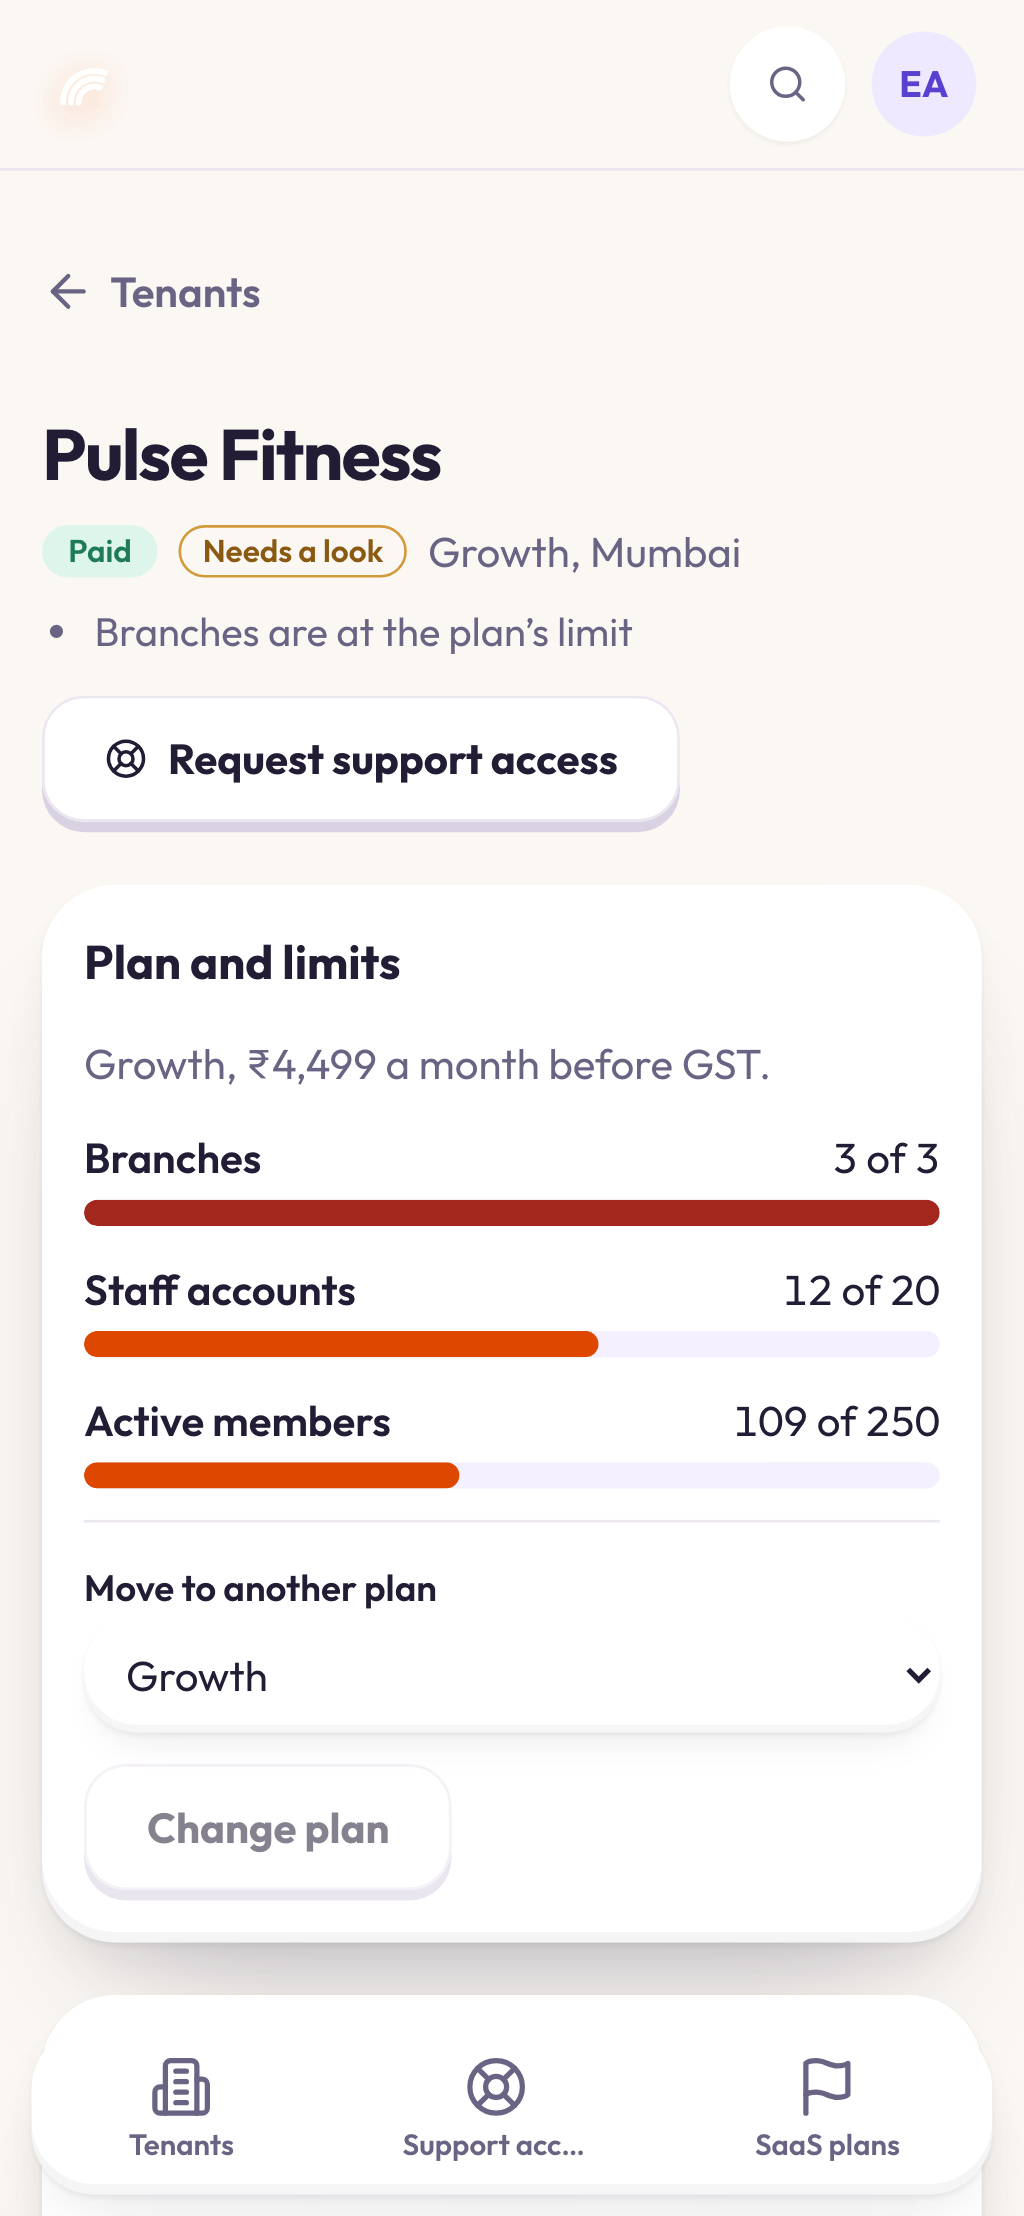 EA
Tenants
Pulse Fitness
Paid Needs a look Growth, Mumbai
• Branches are at the plan’s limit
Request support access
Plan and limits
Growth, ₹4,499 a month before GST.
Branches 3 of 3
Staff accounts 12 of 20
Active members 109 of 250
Move to another plan
Growth
Change plan
Tenants Support acc... SaaS plans